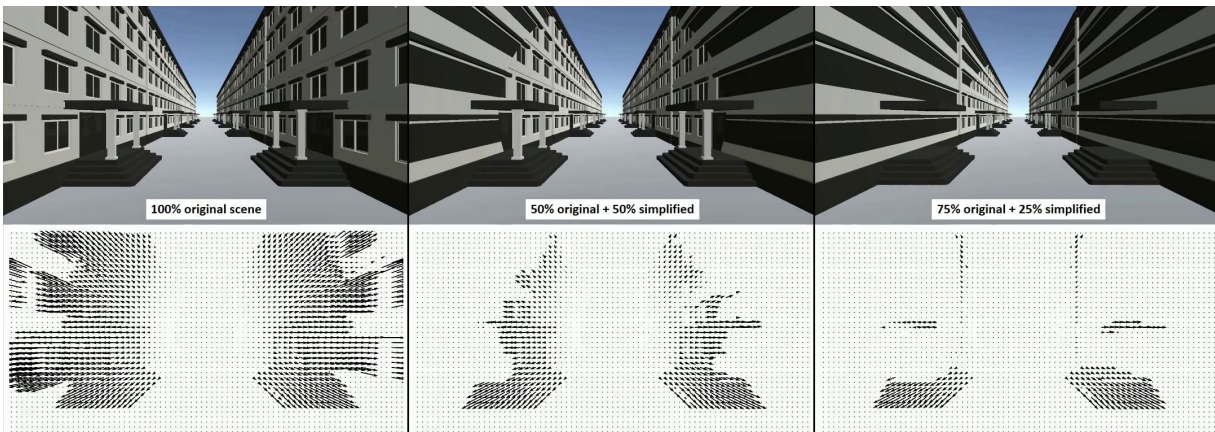 100% original scene
50% original + 50% simplified
75% original + 25% simplified